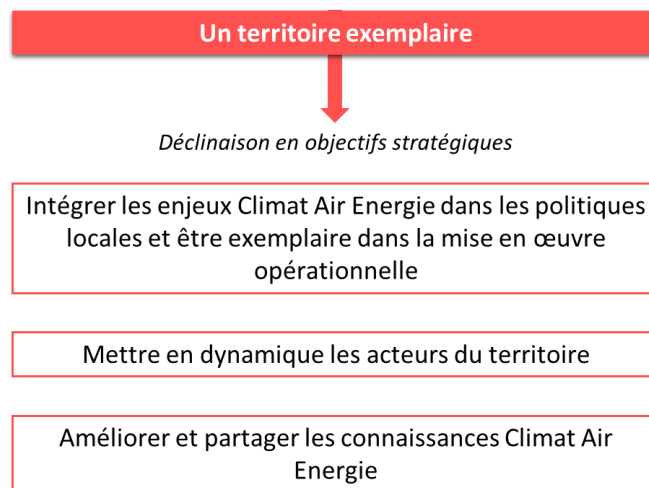 Un territoire exemplaire
Déclinaison en objectifs stratégiques
Intégrer les enjeux Climat Air Energie dans les politiques
locales et être exemplaire dans la mise en œuvre
opérationnelle
Mettre en dynamique les acteurs du territoire
Améliorer et partager les connaissances Climat Air
Energie